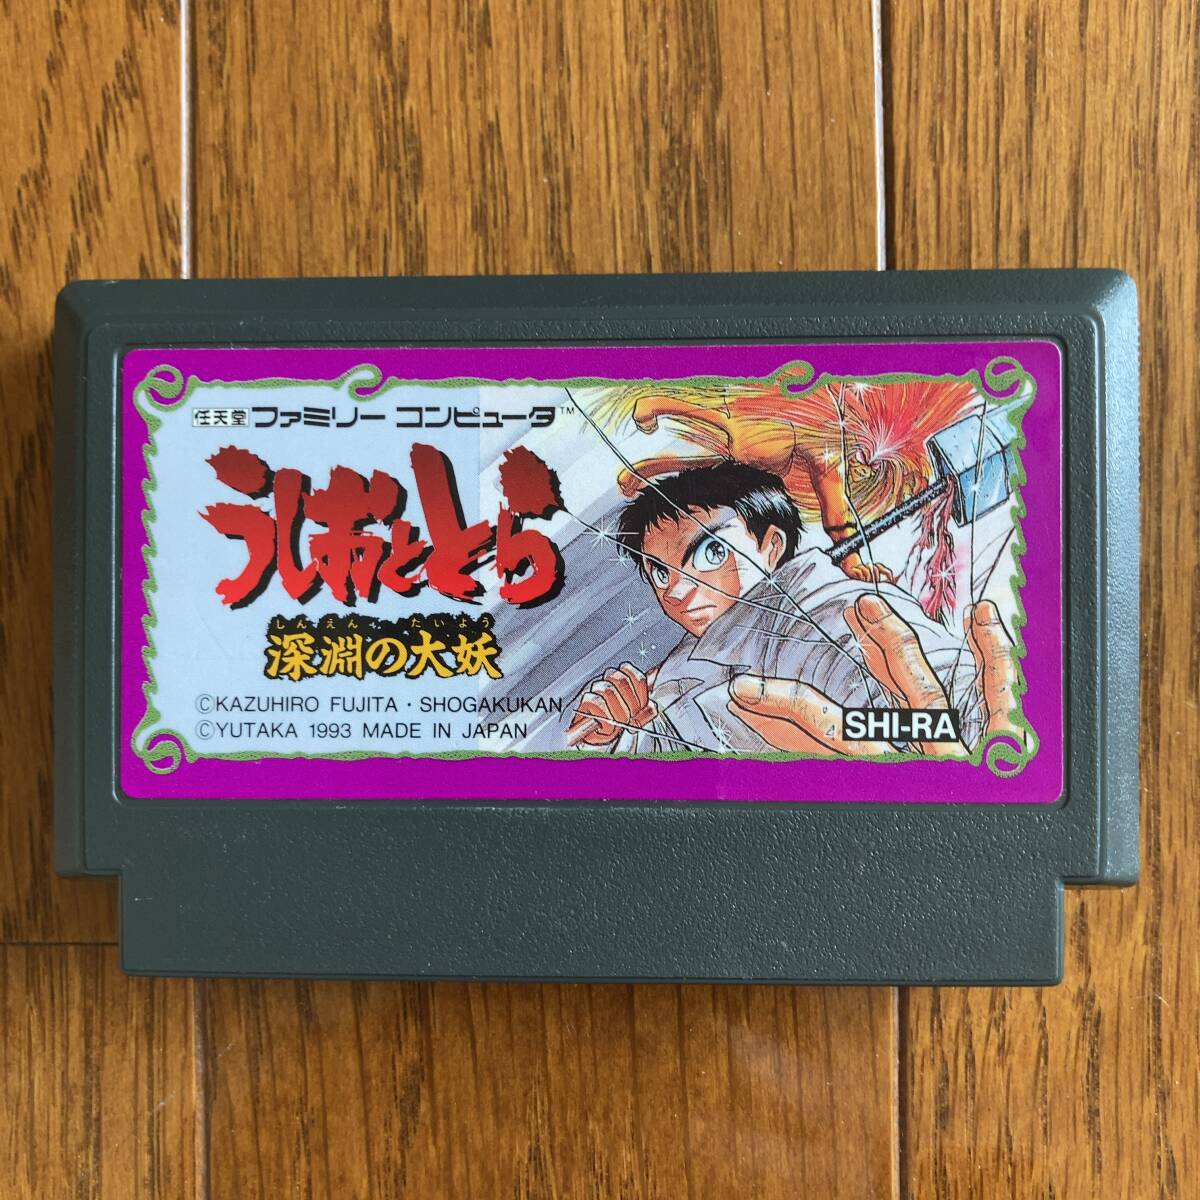 任天堂 ファミリー コンピュータ™
うしおととら
しんえん たいよう
深淵の大妖
©KAZUHIRO FUJITA・SHOGAKUKAN
©YUTAKA 1993 MADE IN JAPAN
SHI-RA